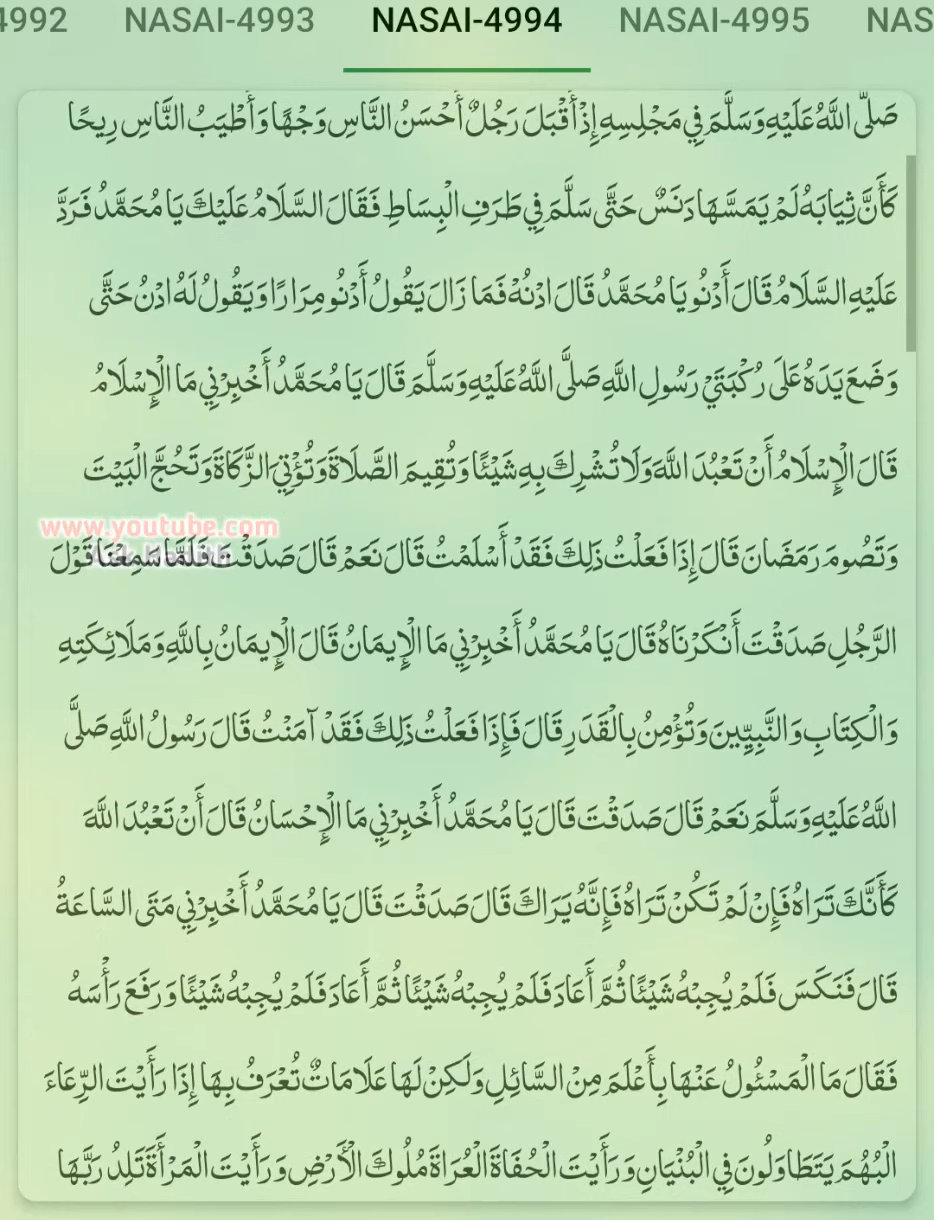 4992 NASAI-4993 NASAI-4994 NASAI-4995 NAS
صَلَّى اللَّهُ عَلَيْهِ وَسَلَّمَ فِي مَجْلِسِهِ إِذْ أَقْبَلَ رَجُلٌ أَحْسَنُ النَّاسِ وَجْهًا وَأَطْيَبُ النَّاسِ رِيحًا
كَأَنَّ ثِيَابَهُ لَمْ يَمَسَّهَا دَنَسٌ حَتَّى سَلَّمَ فِي طَرَفِ الْبِسَاطِ فَقَالَ السَّلَامُ عَلَيْكَ يَا مُحَمَّدُ فَرَدَّ
عَلَيْهِ السَّلَامُ قَالَ أَدْنُو يَا مُحَمَّدُ قَالَ ادْنُهْ فَمَا زَالَ يَقُولُ أَدْنُو مِرَارًا وَيَقُولُ لَهُ ادْنُ حَتَّى
وَضَعَ يَدَهُ عَلَى رُكْبَتَيْ رَسُولِ اللَّهِ صَلَّى اللَّهُ عَلَيْهِ وَسَلَّمَ قَالَ يَا مُحَمَّدُ أَخْبِرْنِي مَا الْإِسْلَامُ
قَالَ الْإِسْلَامُ أَنْ تَعْبُدَ اللَّهَ وَلَا تُشْرِكَ بِهِ شَيْئًا وَتُقِيمَ الصَّلَاةَ وَتُؤْتِيَ الزَّكَاةَ وَتَحُجَّ الْبَيْتَ
www.youtube.com
وَتَصُومَ رَمَضَانَ قَالَ إِذَا فَعَلْتُ ذَلِكَ فَقَدْ أَسْلَمْتُ قَالَ نَعَمْ قَالَ صَدَقْتَ فَلَمَّا سَمِعْنَا قَوْلَ
الرَّجُلِ صَدَقْتَ أَنْكَرْنَاهُ قَالَ يَا مُحَمَّدُ أَخْبِرْنِي مَا الْإِيمَانُ قَالَ الْإِيمَانُ بِاللَّهِ وَمَلَائِكَتِهِ
وَالْكِتَابِ وَالنَّبِيِّينَ وَتُؤْمِنُ بِالْقَدَرِ قَالَ فَإِذَا فَعَلْتُ ذَلِكَ فَقَدْ آمَنْتُ قَالَ رَسُولُ اللَّهِ صَلَّى
اللَّهُ عَلَيْهِ وَسَلَّمَ نَعَمْ قَالَ صَدَقْتَ قَالَ يَا مُحَمَّدُ أَخْبِرْنِي مَا الْإِحْسَانُ قَالَ أَنْ تَعْبُدَ اللَّهَ
كَأَنَّكَ تَرَاهُ فَإِنْ لَمْ تَكُنْ تَرَاهُ فَإِنَّهُ يَرَاكَ قَالَ صَدَقْتَ قَالَ يَا مُحَمَّدُ أَخْبِرْنِي مَتَى السَّاعَةُ
قَالَ فَنَكَسَ فَلَمْ يُجِبْهُ شَيْئًا ثُمَّ أَعَادَ فَلَمْ يُجِبْهُ شَيْئًا ثُمَّ أَعَادَ فَلَمْ يُجِبْهُ شَيْئًا وَرَفَعَ رَأْسَهُ
فَقَالَ مَا الْمَسْئُولُ عَنْهَا بِأَعْلَمَ مِنْ السَّائِلِ وَلَكِنْ لَهَا عَلَامَاتٌ تُعْرَفُ بِهَا إِذَا رَأَيْتَ الرِّعَاءَ
الْبُهُمَ يَتَطَاوَلُونَ فِي الْبُنْيَانِ وَرَأَيْتَ الْحُفَاةَ الْعُرَاةَ مُلُوكَ الْأَرْضِ وَرَأَيْتَ الْمَرْأَةَ تَلِدُ رَبَّهَا